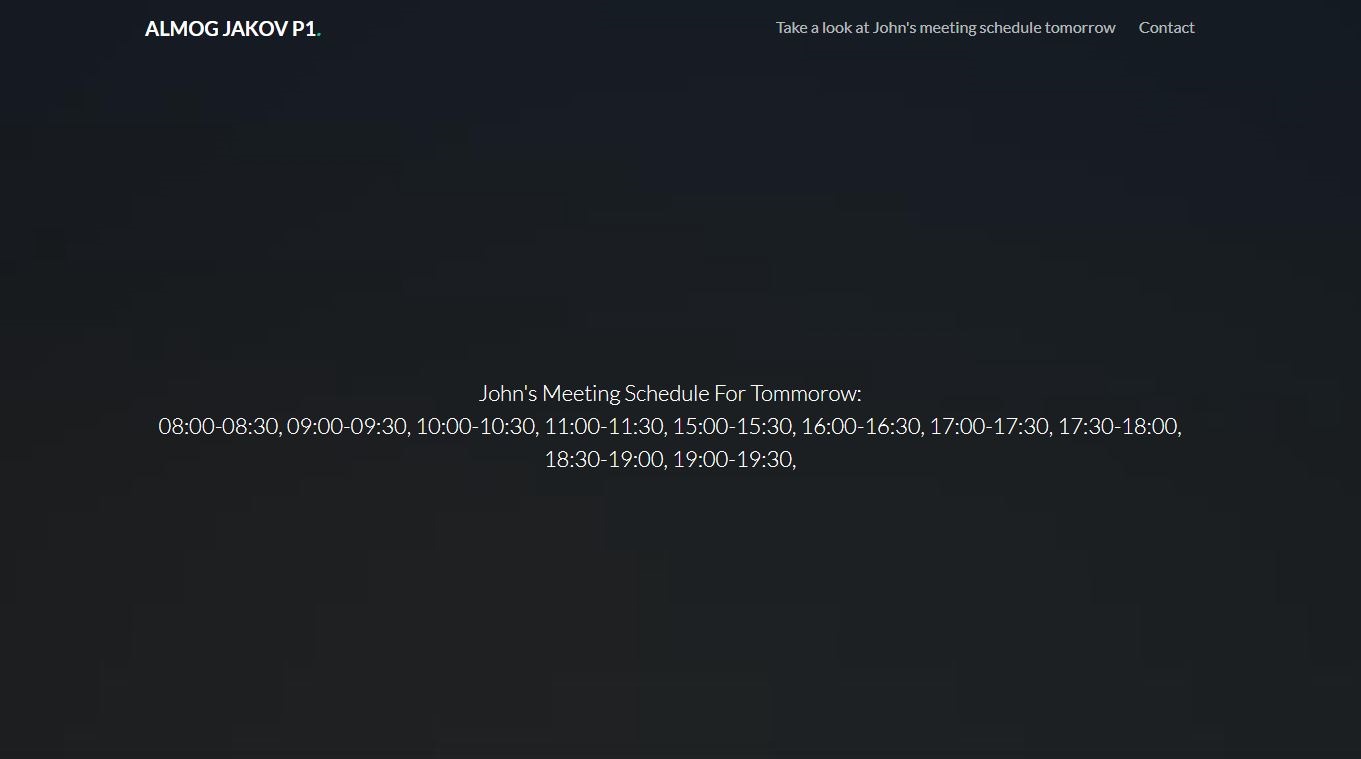 ALMOG JAKOV P1.
Take a look at John's meeting schedule tomorrow
Contact
John's Meeting Schedule For Tommorow:
08:00-08:30, 09:00-09:30, 10:00-10:30, 11:00-11:30, 15:00-15:30, 16:00-16:30, 17:00-17:30, 17:30-18:00,
18:30-19:00, 19:00-19:30,